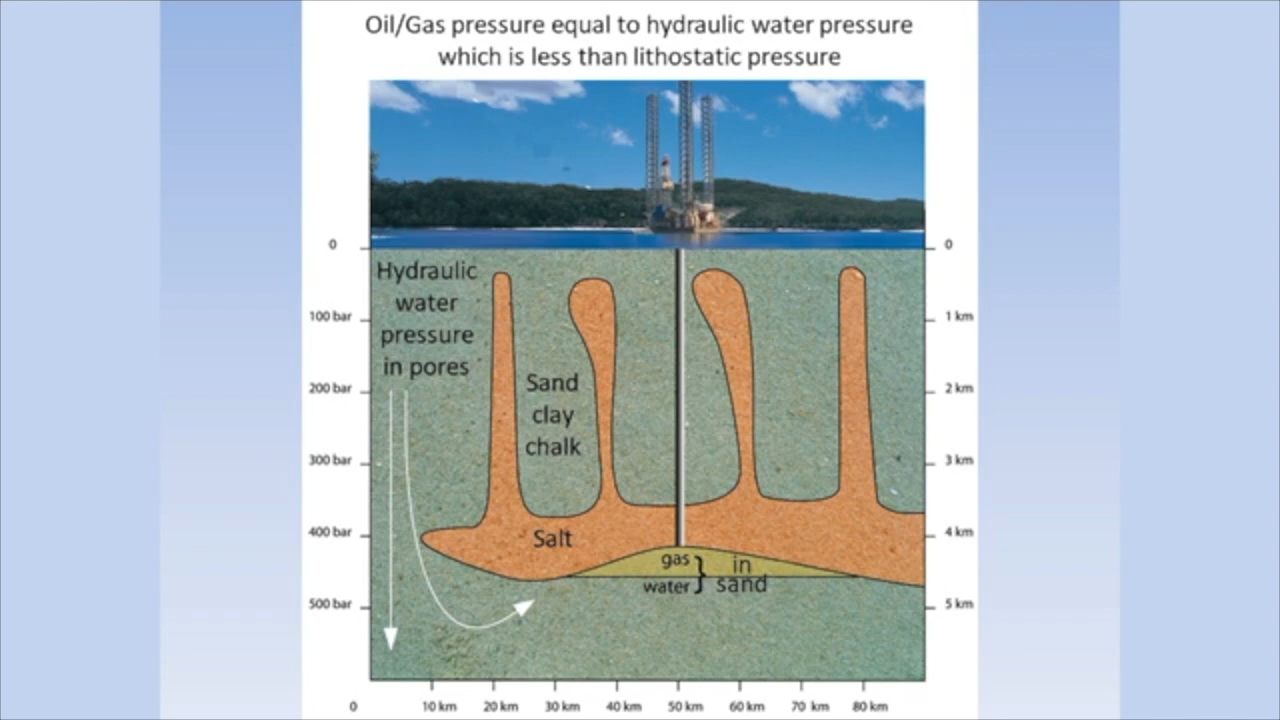 Oil/Gas pressure equal to hydraulic water pressure
which is less than lithostatic pressure
0
0
Hydraulic
water
pressure
in pores
100 bar
1 km
200 bar
2 km
Sand
clay
chalk
300 bar
3 km
400 bar
4 km
Salt
gas
water
}
in
sand
500 bar
5 km
0
10 km
20 km
30 km
40 km
50 km
60 km
70 km
80 km